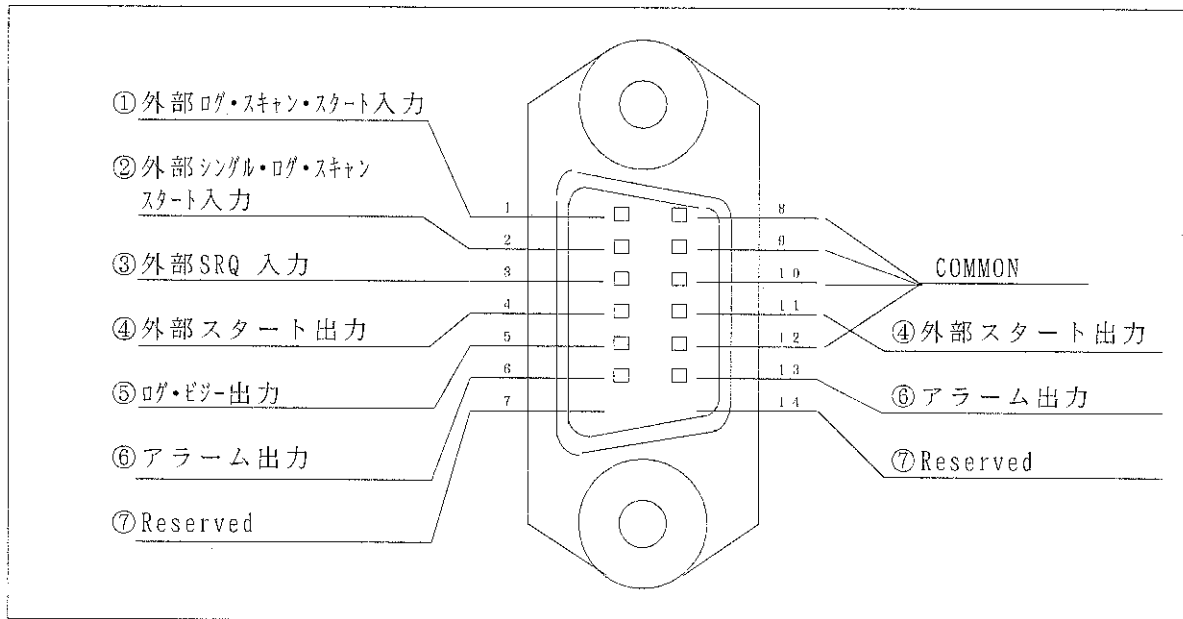 ①外部ログ・スキャン・スタート入力
②外部シングル・ログ・スキャン
スタート入力
③外部SRQ 入力
④外部スタート出力
⑤ログ・ビジー出力
⑥アラーム出力
⑦Reserved
1
2
3
4
5
6
7
8
9
10
11
12
13
14
COMMON
④外部スタート出力
⑥アラーム出力
⑦Reserved